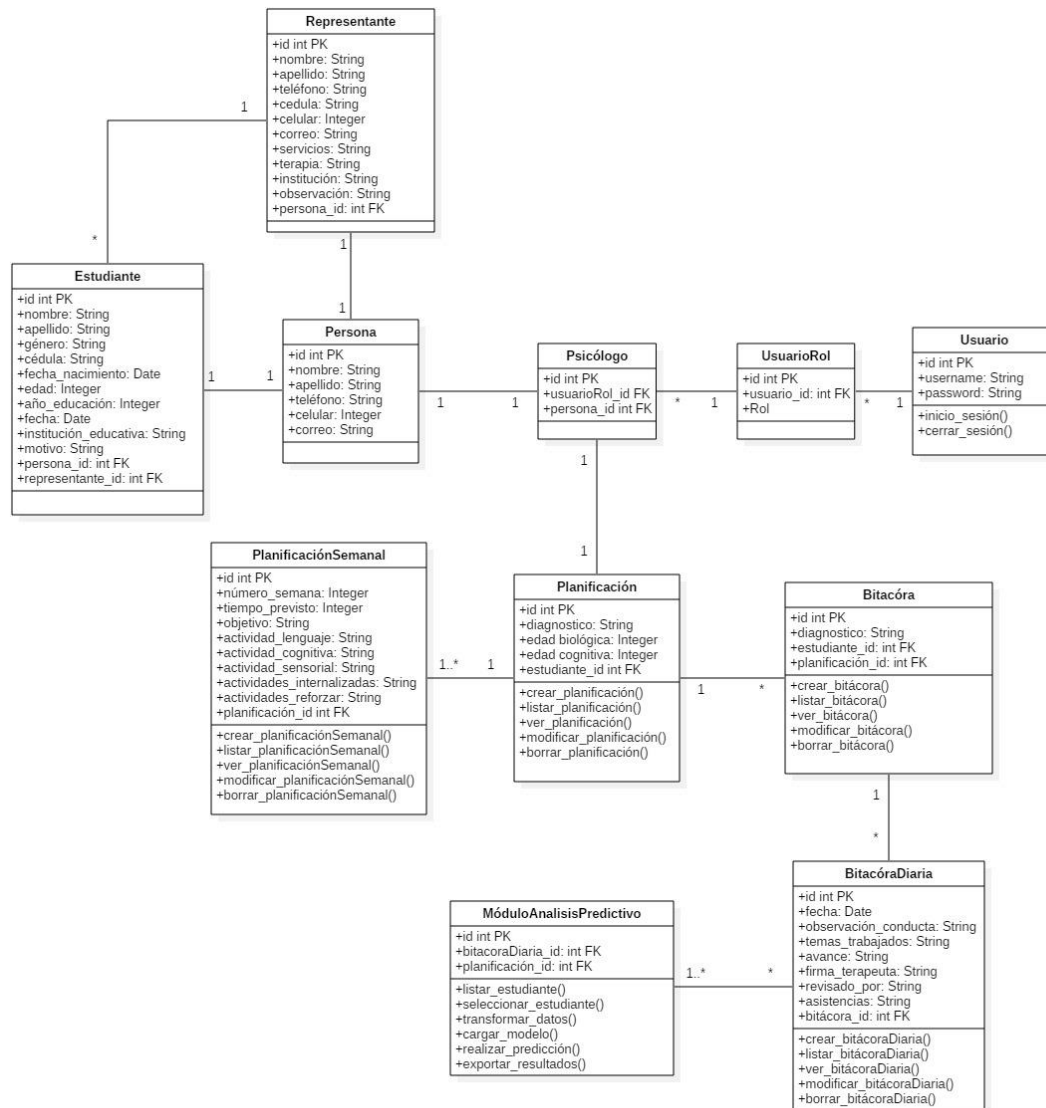 Representante
+id int PK
+nombre: String
+apellido: String
+teléfono: String
+cedula: String
+celular: Integer
+correo: String
+servicios: String
+terapia: String
+institución: String
+observación: String
+persona_id: int FK
1
*
1
1
Estudiante
+id int PK
+nombre: String
+apellido: String
+género: String
+cédula: String
+fecha_nacimiento: Date
+edad: Integer
+año_educación: Integer
+fecha: Date
+institución_educativa: String
+motivo: String
+persona_id: int FK
+representante_id: int FK
1
1
Persona
+id int PK
+nombre: String
+apellido: String
+teléfono: String
+celular: Integer
+correo: String
1
1
Psicólogo
+id int PK
+usuarioRol_id FK
+persona_id int FK
*
1
UsuarioRol
+id int PK
+usuario_id: int FK
+Rol
*
1
Usuario
+id int PK
+username: String
+password: String
+inicio_sesión()
+cerrar_sesión()
1
1
PlanificaciónSemanal
+id int PK
+número_semana: Integer
+tiempo_previsto: Integer
+objetivo: String
+actividad_lenguaje: String
+actividad_cognitiva: String
+actividad_sensorial: String
+actividades_internalizadas: String
+actividades_reforzar: String
+planificación_id int FK
+crear_planificaciónSemanal()
+listar_planificaciónSemanal()
+ver_planificaciónSemanal()
+modificar_planificaciónSemanal()
+borrar_planificaciónSemanal()
1..*
1
Planificación
+id int PK
+diagnostico: String
+edad biológica: Integer
+edad cognitiva: Integer
+estudiante_id int FK
+crear_planificación()
+listar_planificación()
+ver_planificación()
+modificar_planificación()
+borrar_planificación()
1
*
Bitacóra
+id int PK
+diagnostico: String
+estudiante_id: int FK
+planificación_id: int FK
+crear_bitácora()
+listar_bitácora()
+ver_bitácora()
+modificar_bitácora()
+borrar_bitácora()
1
*
MóduloAnalisisPredictivo
+id int PK
+bitacoraDiaria_id: int FK
+planificación_id: int FK
+listar_estudiante()
+seleccionar_estudiante()
+transformar_datos()
+cargar_modelo()
+realizar_predicción()
+exportar_resultados()
1..*
*
BitacóraDiaria
+id int PK
+fecha: Date
+observación_conducta: String
+temas_trabajados: String
+avance: String
+firma_terapeuta: String
+revisado_por: String
+asistencias: String
+bitácora_id: int FK
+crear_bitácoraDiaria()
+listar_bitácoraDiaria()
+ver_bitácoraDiaria()
+modificar_bitácoraDiaria()
+borrar_bitácoraDiaria()